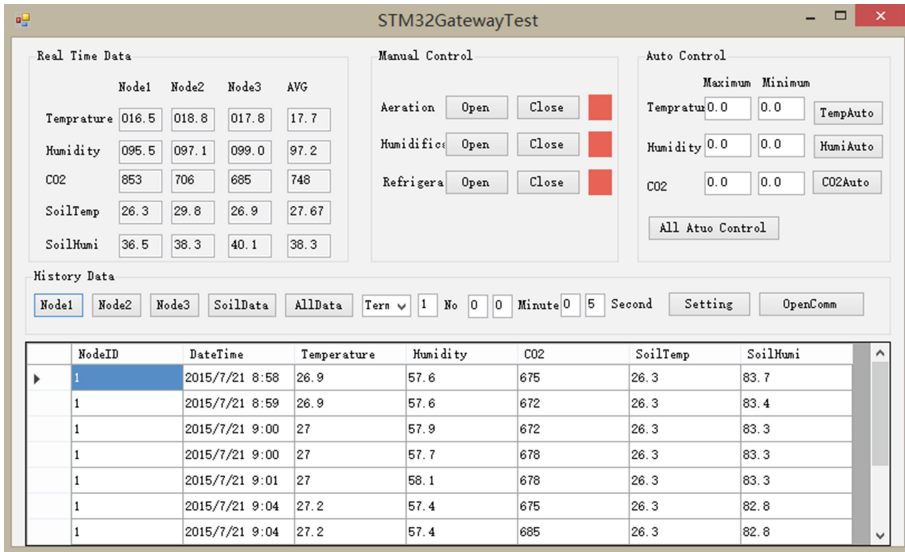 STM32GatewayTest
Real Time Data
Node1 Node2 Node3 AVG
Temprature 016.5 018.8 017.8 17.7
Humidity 095.5 097.1 099.0 97.2
CO2 853 706 685 748
SoilTemp 26.3 29.8 26.9 27.67
SoilHumi 36.5 38.3 40.1 38.3
Manual Control
Aeration Open Close
Humidific Open Close
Refrigera Open Close
Auto Control
Maximum Minimum
Tempratur 0.0 0.0 TempAuto
Humidity 0.0 0.0 HumiAuto
CO2 0.0 0.0 CO2Auto
All Atuo Control
History Data
Node1 Node2 Node3 SoilData AllData Term 1 No 0 0 Minute 0 5 Second Setting OpenComm
NodeID DateTime Temperature Humidity CO2 SoilTemp SoilHumi
1 2015/7/21 8:58 26.9 57.6 675 26.3 83.7
1 2015/7/21 8:59 26.9 57.6 672 26.3 83.4
1 2015/7/21 9:00 27 57.9 672 26.3 83.3
1 2015/7/21 9:00 27 57.7 678 26.3 83.3
1 2015/7/21 9:01 27 58.1 678 26.3 83.3
1 2015/7/21 9:04 27.2 57.4 675 26.3 82.8
1 2015/7/21 9:04 27.2 57.4 685 26.3 82.8